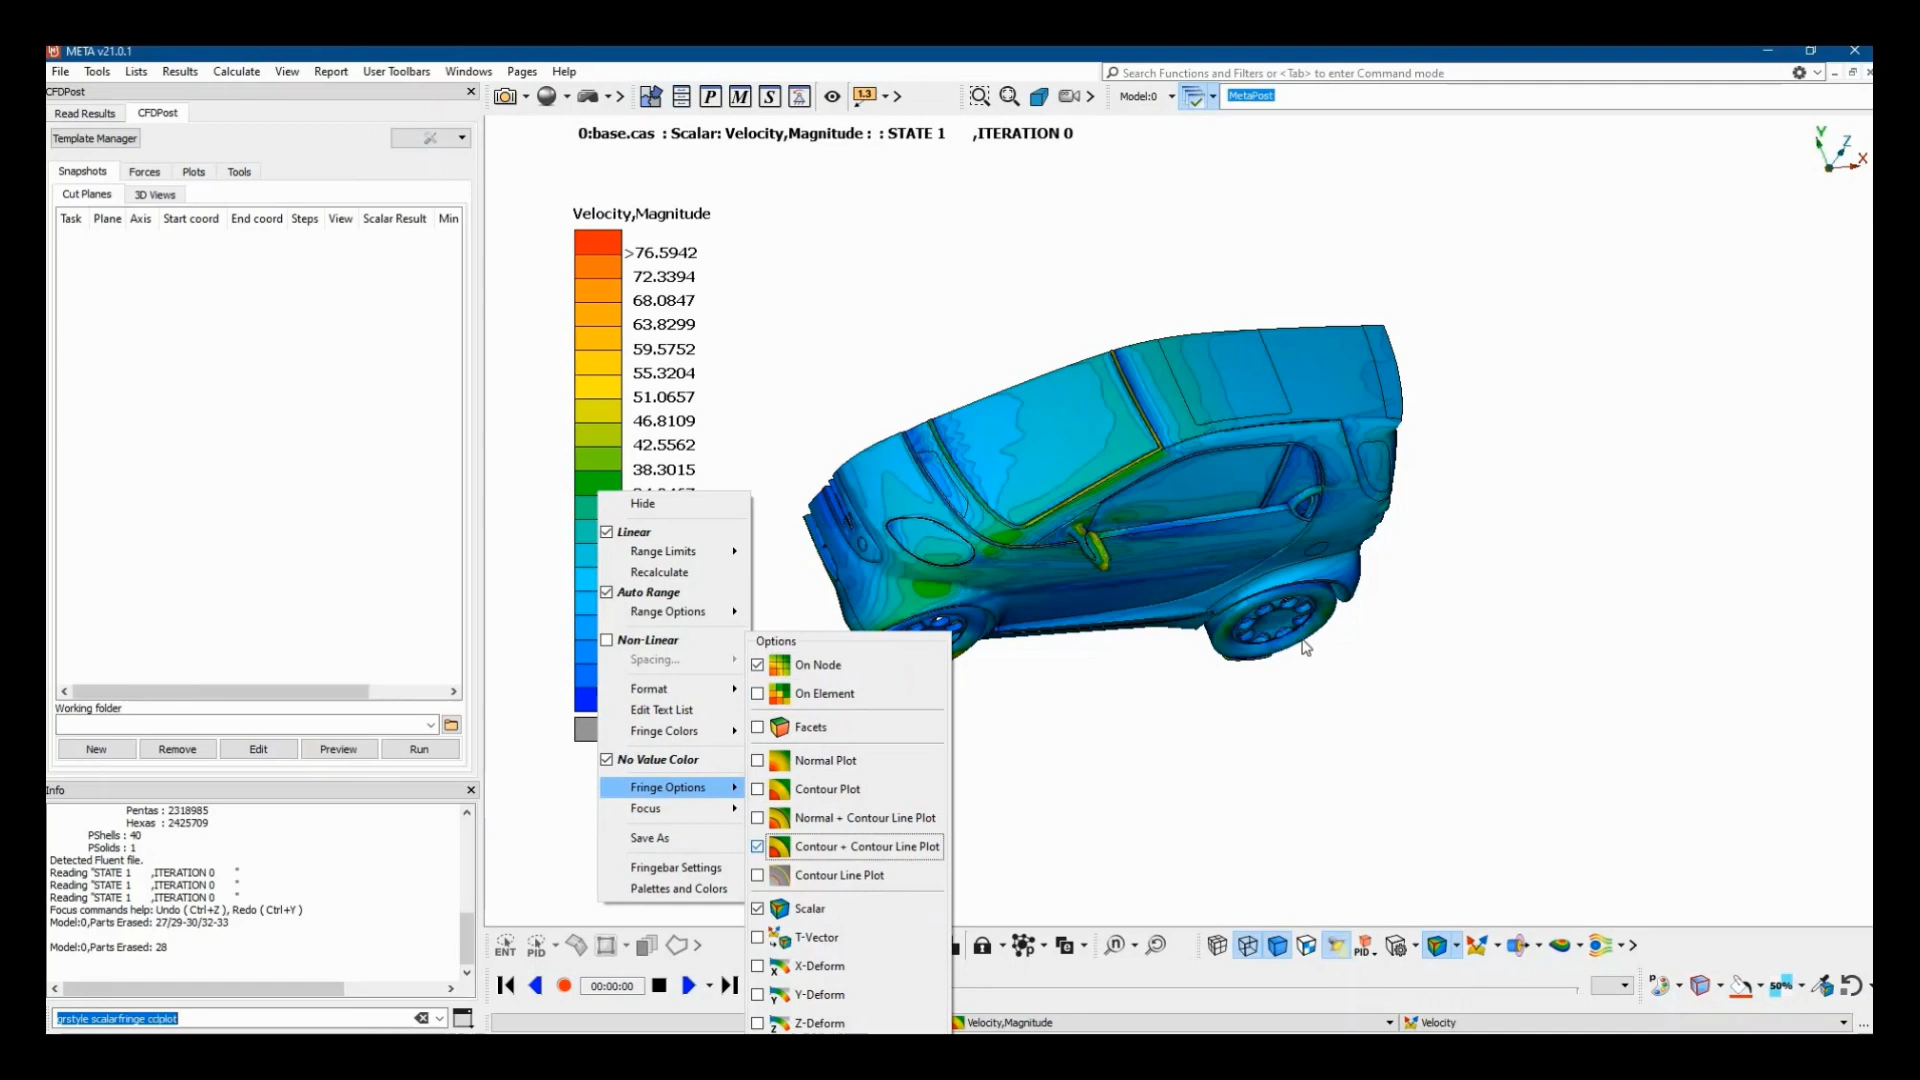 META v21.0.1
File Tools Lists Results Calculate View Report User Toolbars Windows Pages Help
Search Functions and Filters or <Tab> to enter Command mode
CFDPost
Read Results CFDPost
P M S 1.3 Model:0 MetaPost
Template Manager
0:base.cas : Scalar: Velocity,Magnitude : : STATE 1 ,ITERATION 0
Y Z X
Snapshots Forces Plots Tools
Cut Planes 3D Views
Task Plane Axis Start coord End coord Steps View Scalar Result Min
Velocity,Magnitude
>76.5942
72.3394
68.0847
63.8299
59.5752
55.3204
51.0657
46.8109
42.5562
38.3015
Hide
Linear
Range Limits
Recalculate
Auto Range
Range Options
Non-Linear
Spacing...
Format
Edit Text List
Fringe Colors
No Value Color
Fringe Options
Focus
Save As
Fringebar Settings
Palettes and Colors
Options
On Node
On Element
Facets
Normal Plot
Contour Plot
Normal + Contour Line Plot
Contour + Contour Line Plot
Contour Line Plot
Scalar
T-Vector
X-Deform
Y-Deform
Z-Deform
Working folder
New Remove Edit Preview Run
Info
Pentas : 2318985
Hexas : 2425709
PShells : 40
PSolids : 1
Detected Fluent file.
Reading "STATE 1 ,ITERATION 0 "
Reading "STATE 1 ,ITERATION 0 "
Reading "STATE 1 ,ITERATION 0 "
Focus commands help: Undo ( Ctrl+Z ), Redo ( Ctrl+Y )
Model:0,Parts Erased: 27/29-30/32-33
Model:0,Parts Erased: 28
grstyle scalarfringe cclplot
ENT PID PID
00:00:00 50%
Velocity,Magnitude Velocity ...